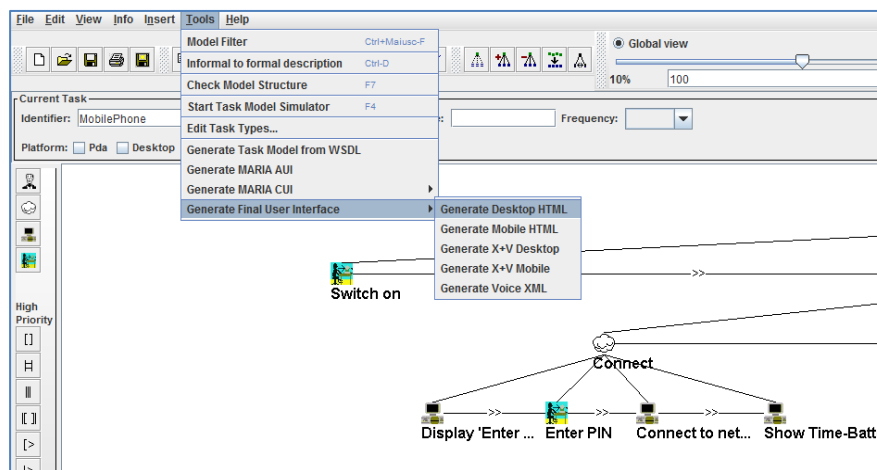 File Edit View Info Insert Tools Help
Model Filter Ctrl+Maiusc-F
Informal to formal description Ctrl-D
Check Model Structure F7
Start Task Model Simulator F4
Edit Task Types...
Generate Task Model from WSDL
Generate MARIA AUI
Generate MARIA CUI
Generate Final User Interface
Generate Desktop HTML
Generate Mobile HTML
Generate X+V Desktop
Generate X+V Mobile
Generate Voice XML
Global view
10% 100
Current Task
Identifier: MobilePhone
Frequency:
Platform: Pda Desktop
High
Priority
[]
|||
|[]|
[>
|>
Switch on
>>
Connect
>> >> >>
Display 'Enter ... Enter PIN Connect to net... Show Time-Batt